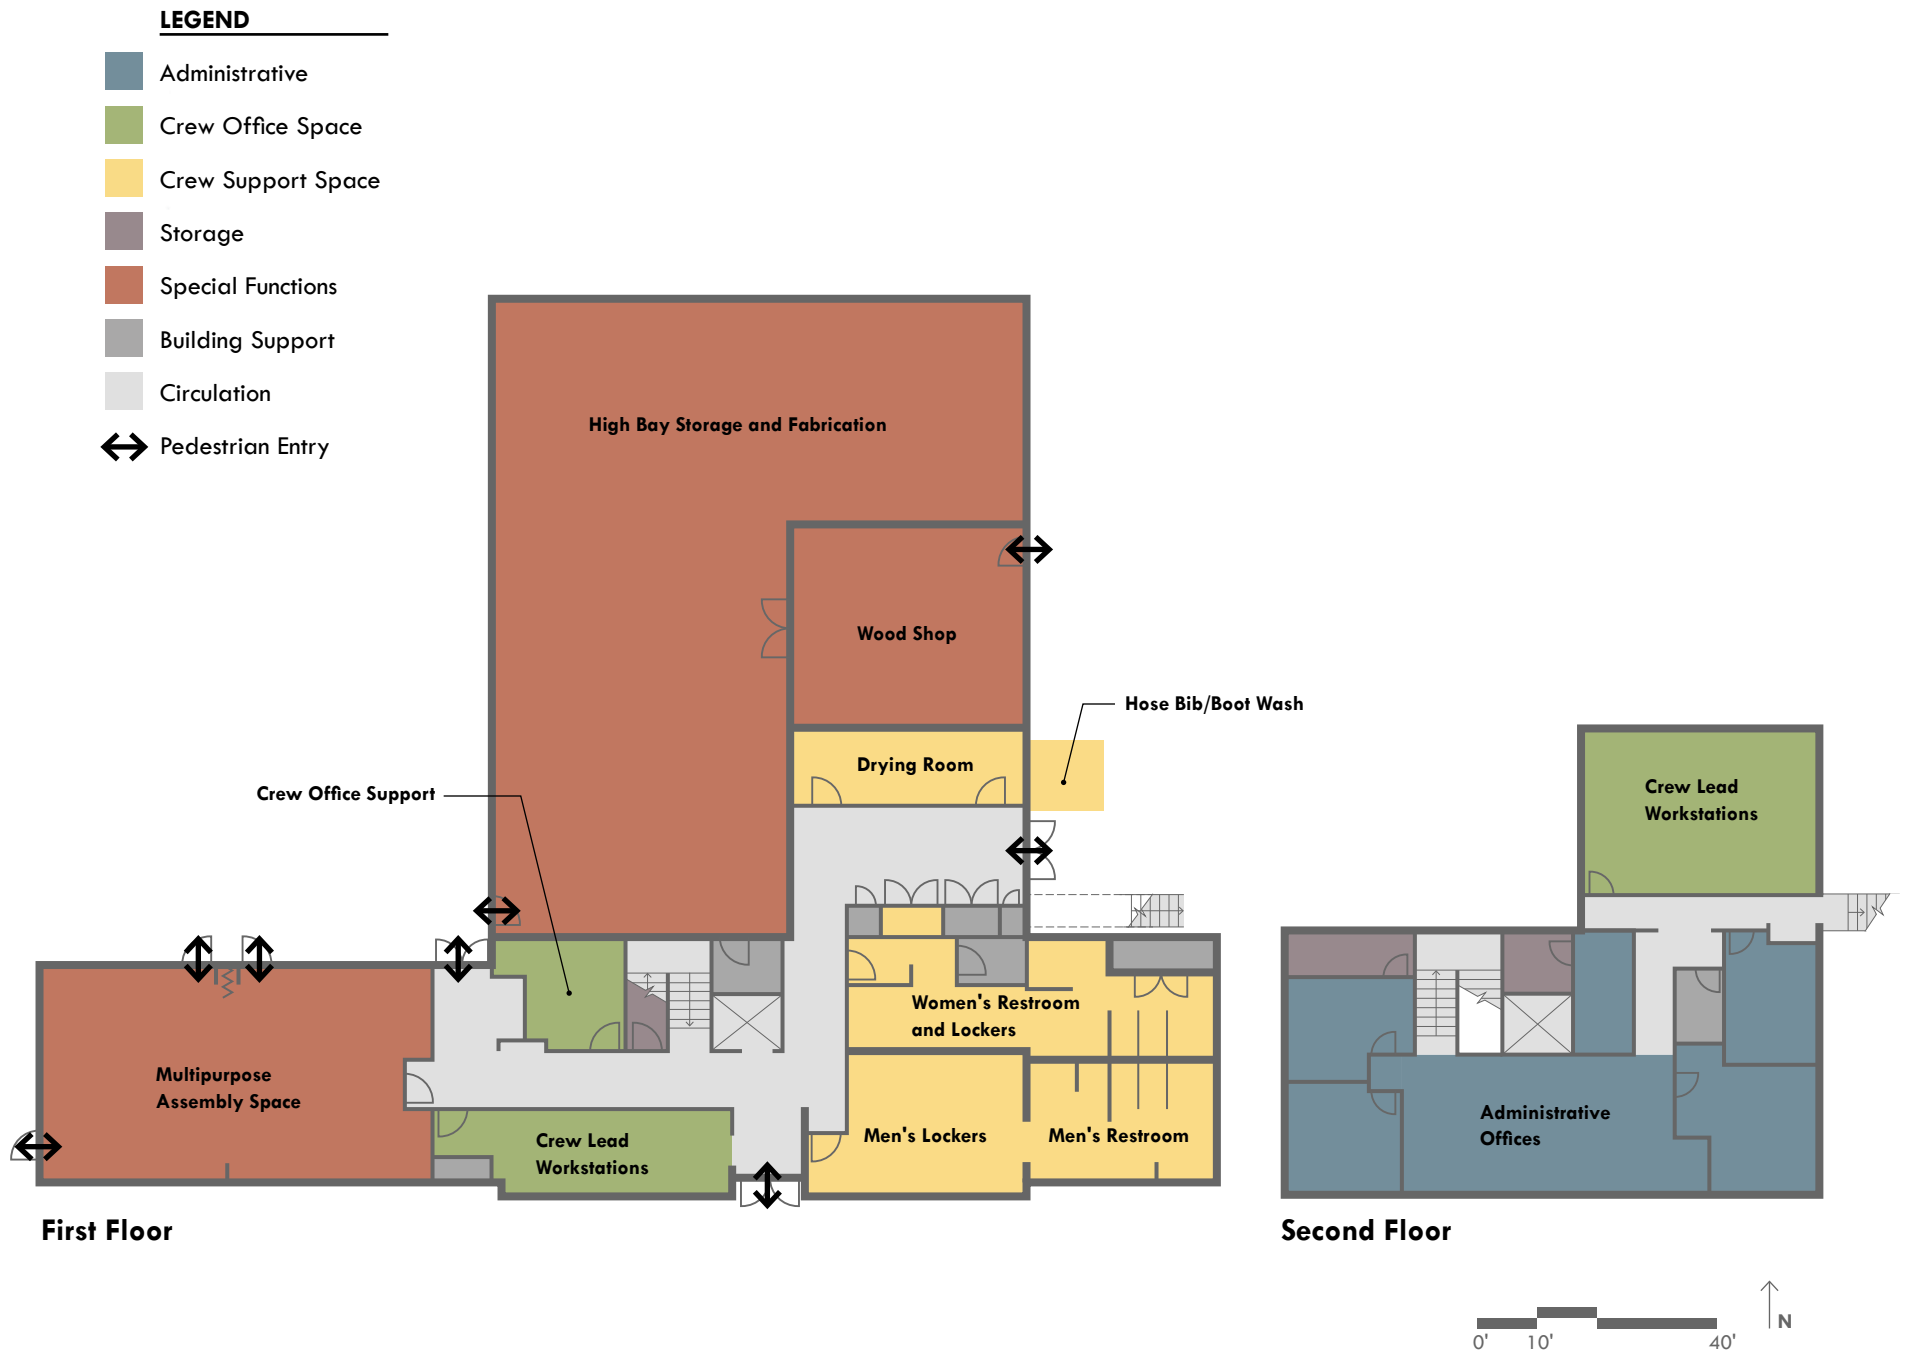 LEGEND
Administrative
Crew Office Space
Crew Support Space
Storage
Special Functions
Building Support
Circulation
Pedestrian Entry
High Bay Storage and Fabrication
Wood Shop
Hose Bib/Boot Wash
Drying Room
Crew Office Support
Crew Lead
Workstations
Women's Restroom
and Lockers
Multipurpose
Assembly Space
Men's Lockers
Men's Restroom
Crew Lead
Workstations
Administrative
Offices
First Floor
Second Floor
N
0'
10'
40'